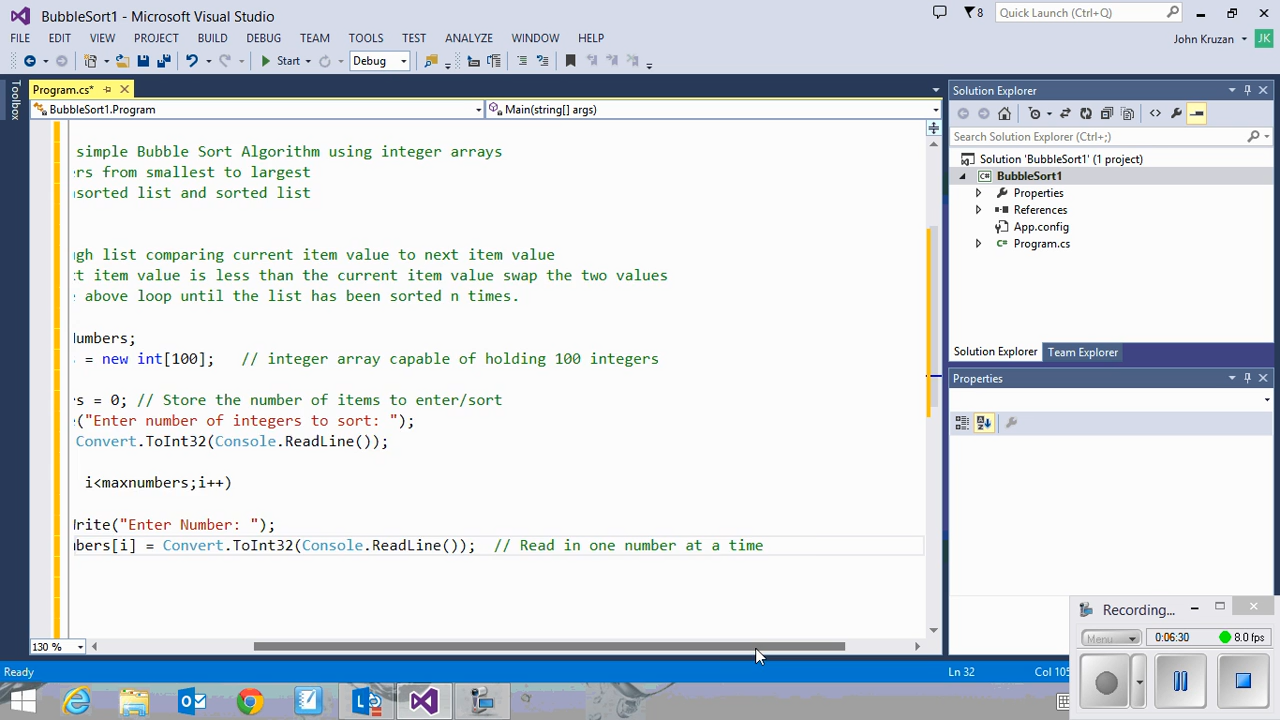 BubbleSort1 - Microsoft Visual Studio
8
Quick Launch (Ctrl+Q)
FILE EDIT VIEW PROJECT BUILD DEBUG TEAM TOOLS TEST ANALYZE WINDOW HELP
John Kruzan
JK
Start
Debug
Toolbox
Program.cs*
BubbleSort1.Program
Main(string[] args)
simple Bubble Sort Algorithm using integer arrays
rs from smallest to largest
sorted list and sorted list
gh list comparing current item value to next item value
t item value is less than the current item value swap the two values
above loop until the list has been sorted n times.
umbers;
= new int[100];   // integer array capable of holding 100 integers
s = 0; // Store the number of items to enter/sort
("Enter number of integers to sort: ");
Convert.ToInt32(Console.ReadLine());
i<maxnumbers;i++)
rite("Enter Number: ");
bers[i] = Convert.ToInt32(Console.ReadLine());  // Read in one number at a time
130 %
Solution Explorer
Search Solution Explorer (Ctrl+;)
Solution 'BubbleSort1' (1 project)
BubbleSort1
Properties
References
App.config
Program.cs
Solution Explorer
Team Explorer
Properties
Ready
Ln 32
Col 105
Recording...
Menu
0:06:30
8.0 fps